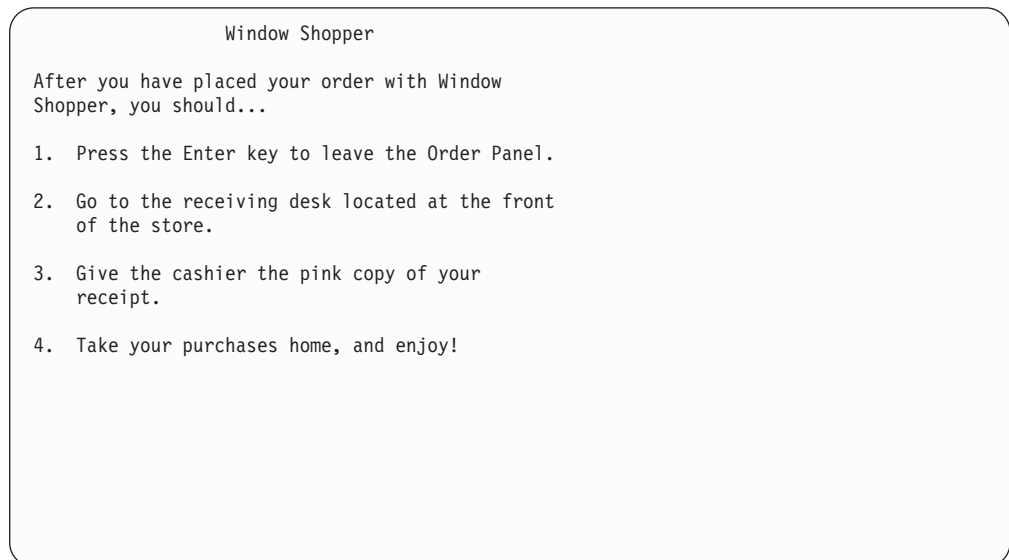 Window Shopper
After you have placed your order with Window
Shopper, you should...
1. Press the Enter key to leave the Order Panel.
2. Go to the receiving desk located at the front
of the store.
3. Give the cashier the pink copy of your
receipt.
4. Take your purchases home, and enjoy!